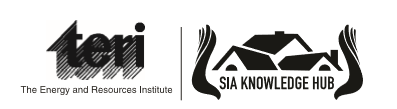 teri
The Energy and Resources Institute
SIA KNOWLEDGE HUB